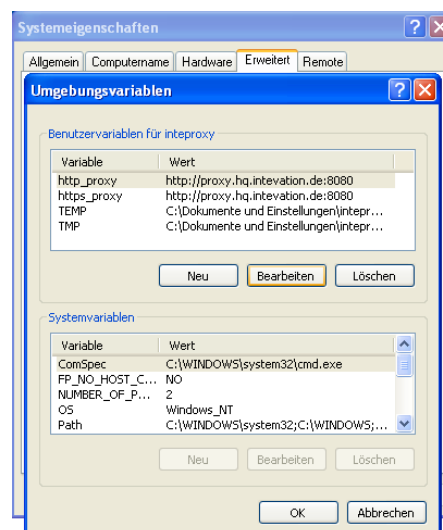 Systemeigenschaften
Allgemein Computername Hardware Erweitert Remote
Umgebungsvariablen
Benutzervariablen für inteproxy
Variable Wert
http_proxy http://proxy.hq.intevation.de:8080
https_proxy http://proxy.hq.intevation.de:8080
TEMP C:\Dokumente und Einstellungen\intepr...
TMP C:\Dokumente und Einstellungen\intepr...
Neu Bearbeiten Löschen
Systemvariablen
Variable Wert
ComSpec C:\WINDOWS\system32\cmd.exe
FP_NO_HOST_C... NO
NUMBER_OF_P... 2
OS Windows_NT
Path C:\WINDOWS\system32;C:\WINDOWS;...
Neu Bearbeiten Löschen
OK Abbrechen